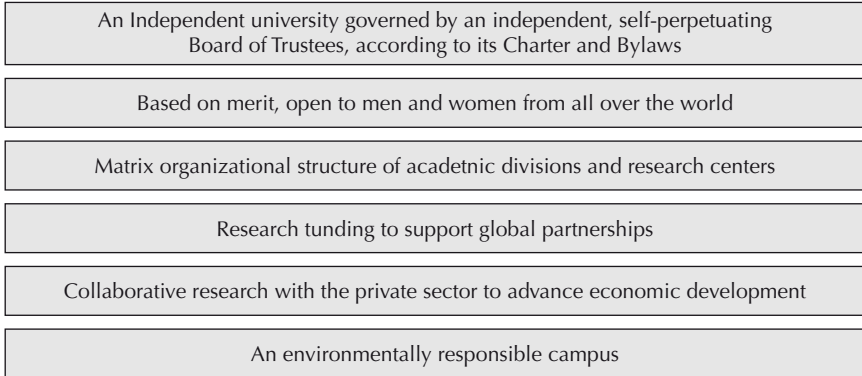 An Independent university governed by an independent, self-perpetuating
Board of Trustees, according to its Charter and Bylaws
Based on merit, open to men and women from all over the world
Matrix organizational structure of acadetnic divisions and research centers
Research tunding to support global partnerships
Collaborative research with the private sector to advance economic development
An environmentally responsible campus